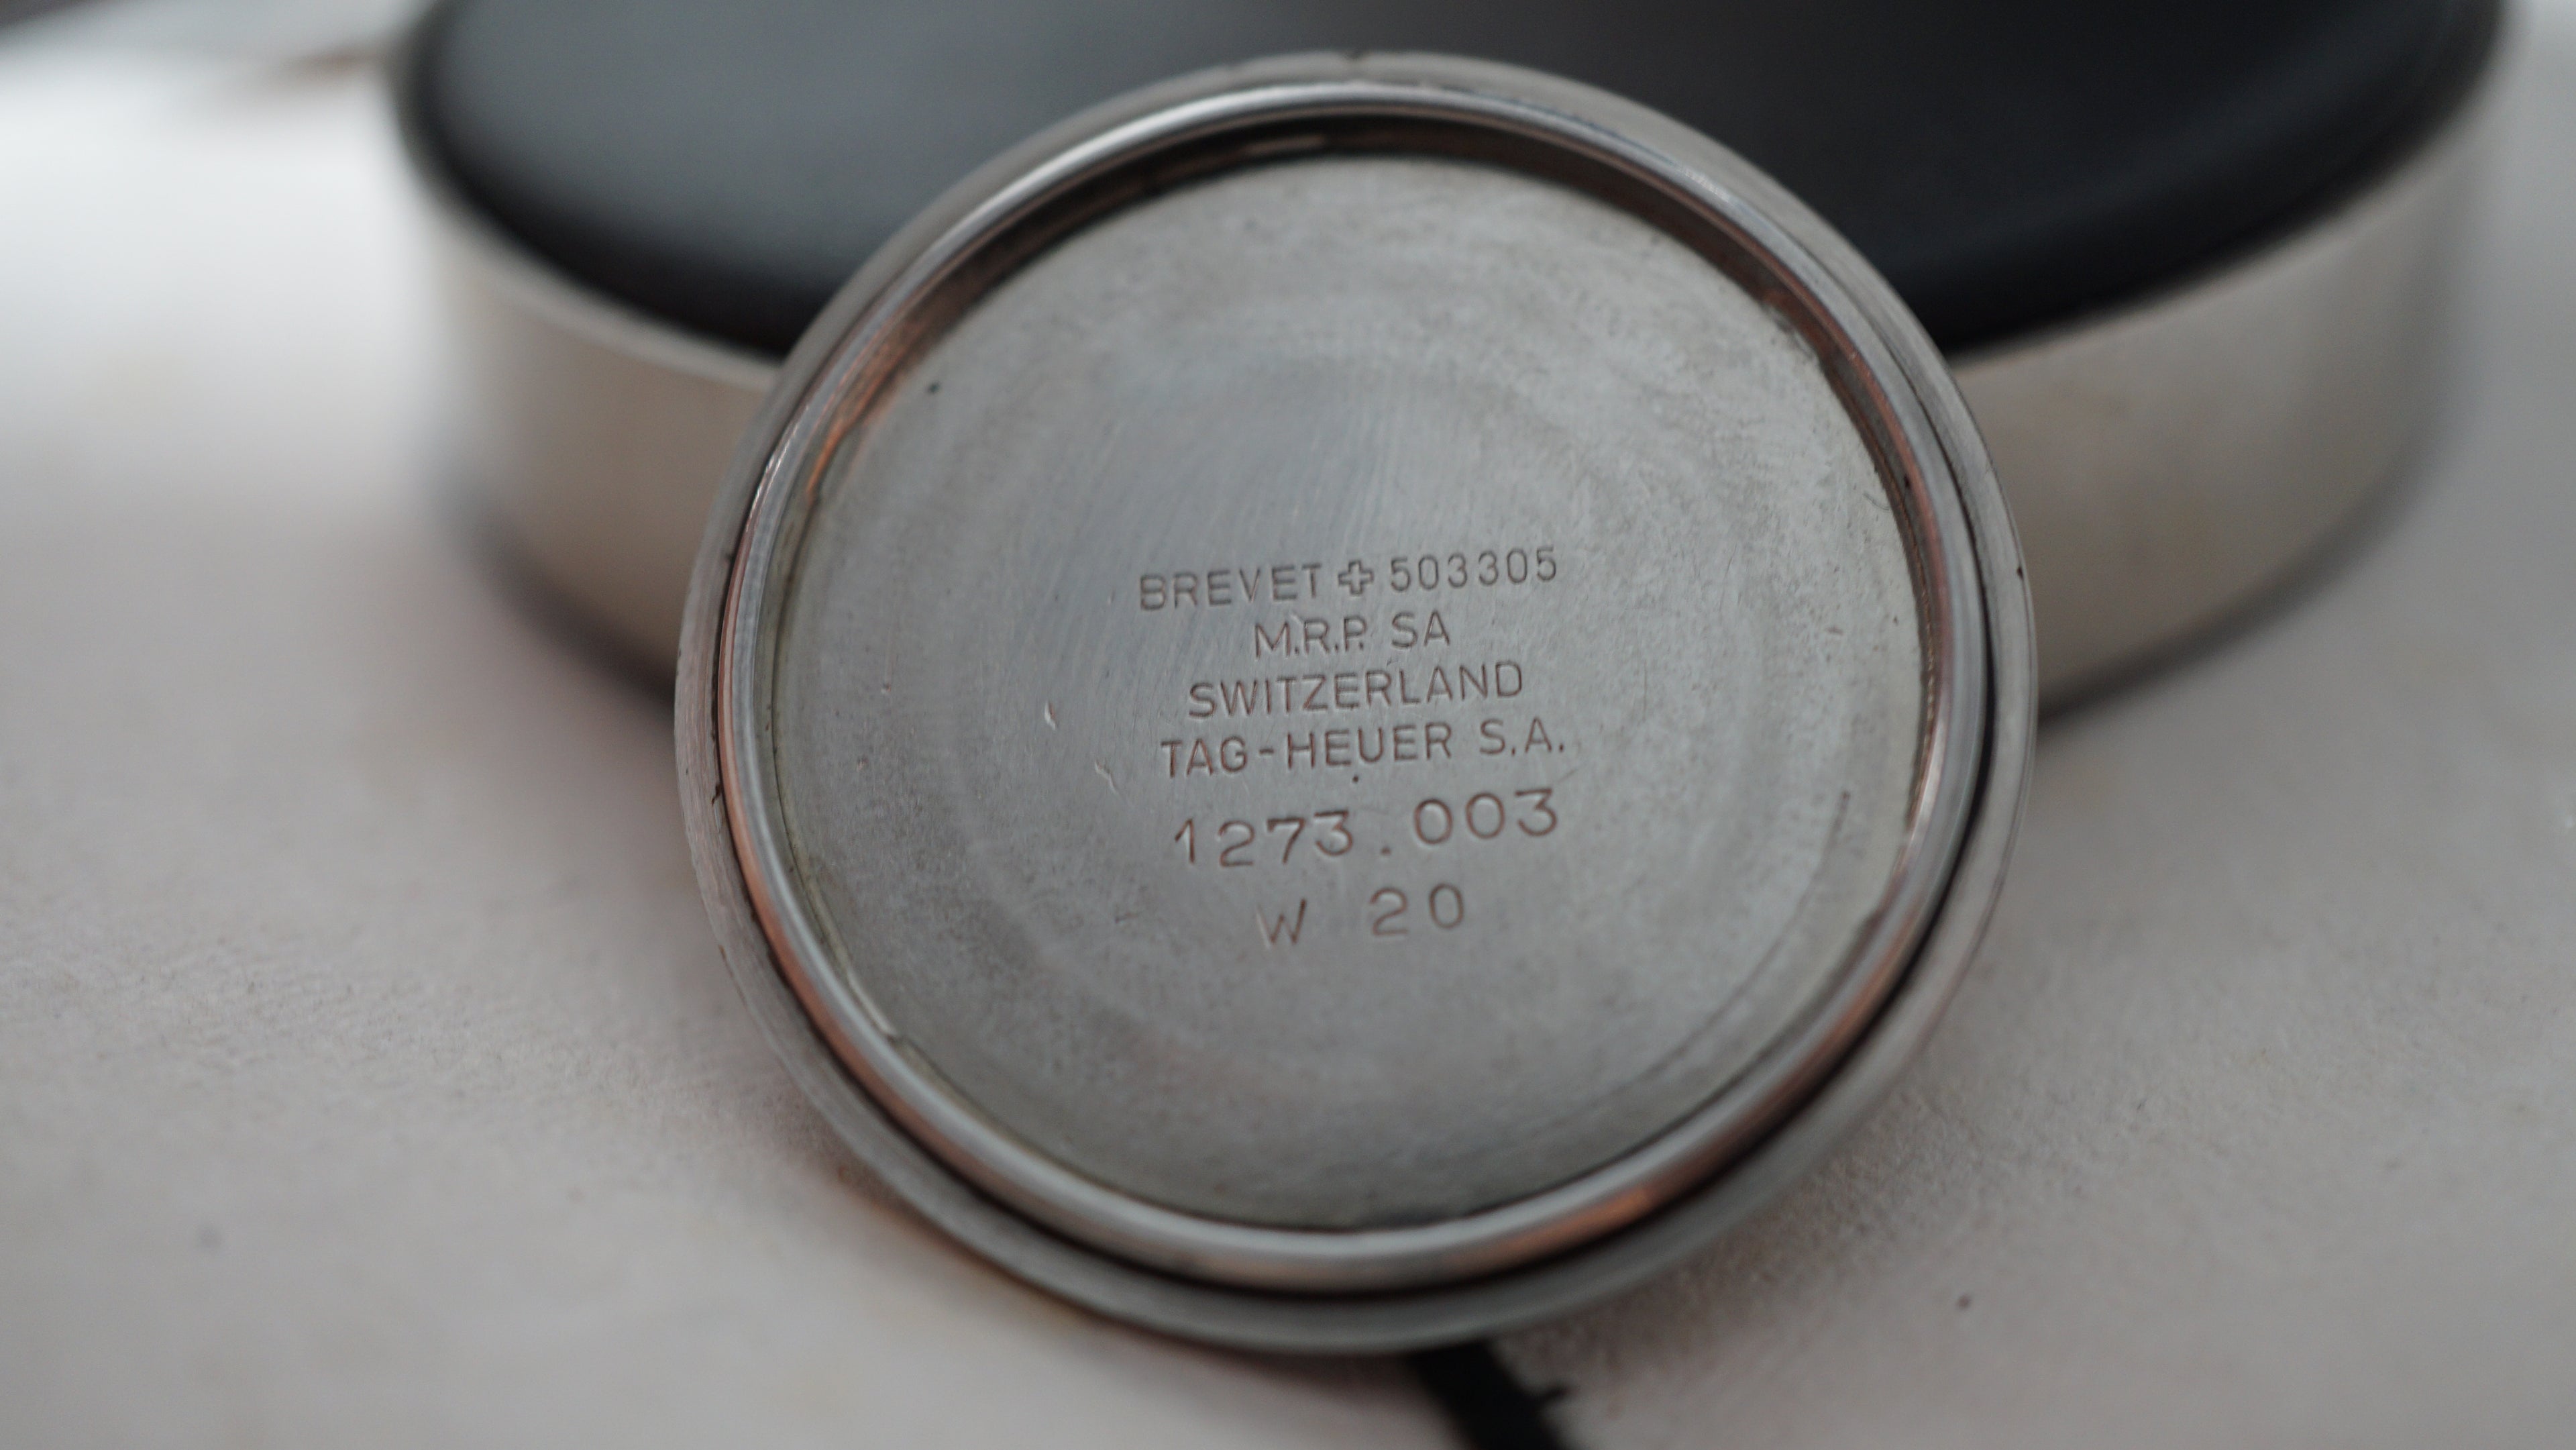 BREVET ✚ 503305
M.R.P. SA
SWITZERLAND
TAG-HEUER S.A.
1273.003
W 20